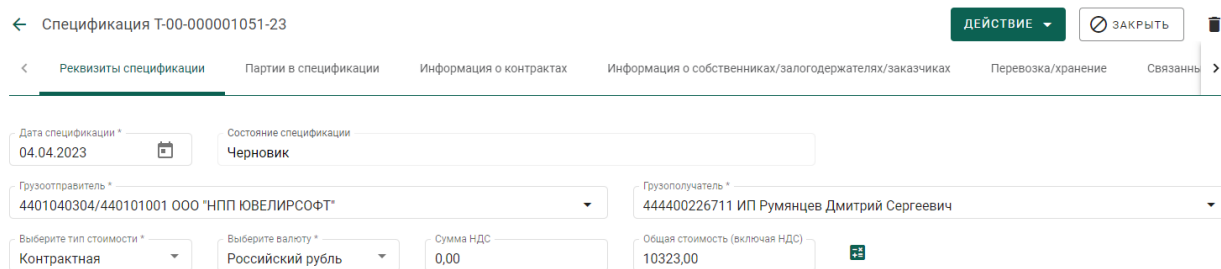 Спецификация Т-00-000001051-23
ДЕЙСТВИЕ
ЗАКРЫТЬ
Реквизиты спецификации Партии в спецификации Информация о контрактах Информация о собственниках/залогодержателях/заказчиках Перевозка/хранение Связанны
Дата спецификации * Состояние спецификации
04.04.2023 Черновик
Грузоотправитель * Грузополучатель *
4401040304/440101001 ООО "НПП ЮВЕЛИРСОФТ" 444400226711 ИП Румянцев Дмитрий Сергеевич
Выберите тип стоимости * Выберите валюту * Сумма НДС Общая стоимость (включая НДС)
Контрактная Российский рубль 0,00 10323,00